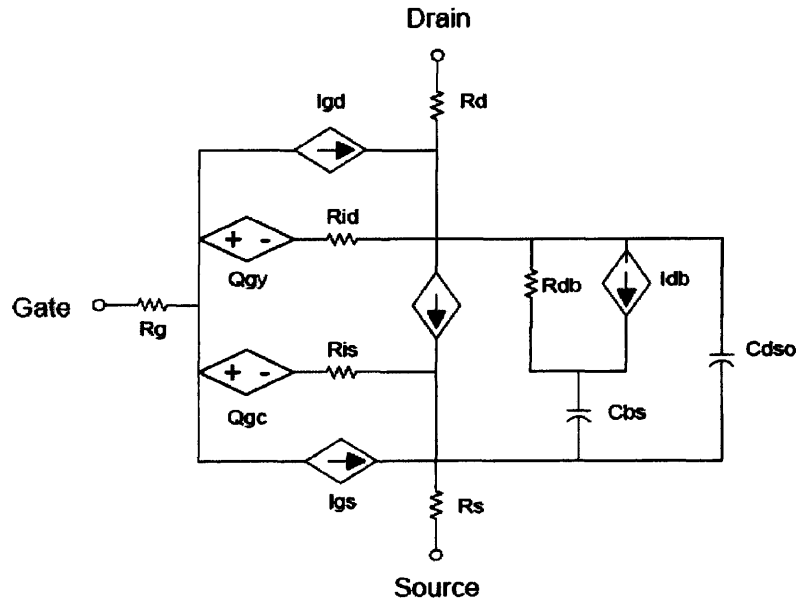 Drain
Igd
Rd
Rid
Qgy
Rdb
Idb
Gate
Rg
Ris
Cdso
Qgc
Cbs
Igs
Rs
Source